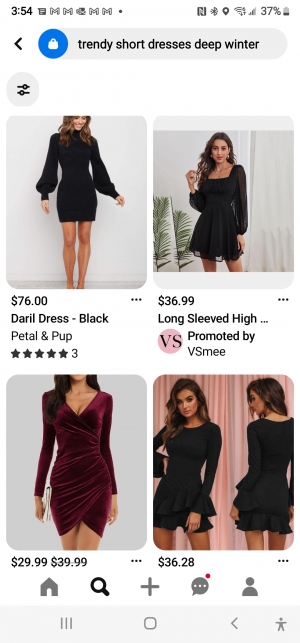 3:54
37%
trendy short dresses deep winter
$76.00
Daril Dress - Black
Petal & Pup
3
$36.99
Long Sleeved High ...
VS
Promoted by
VSmee
$29.99 $39.99
$36.28